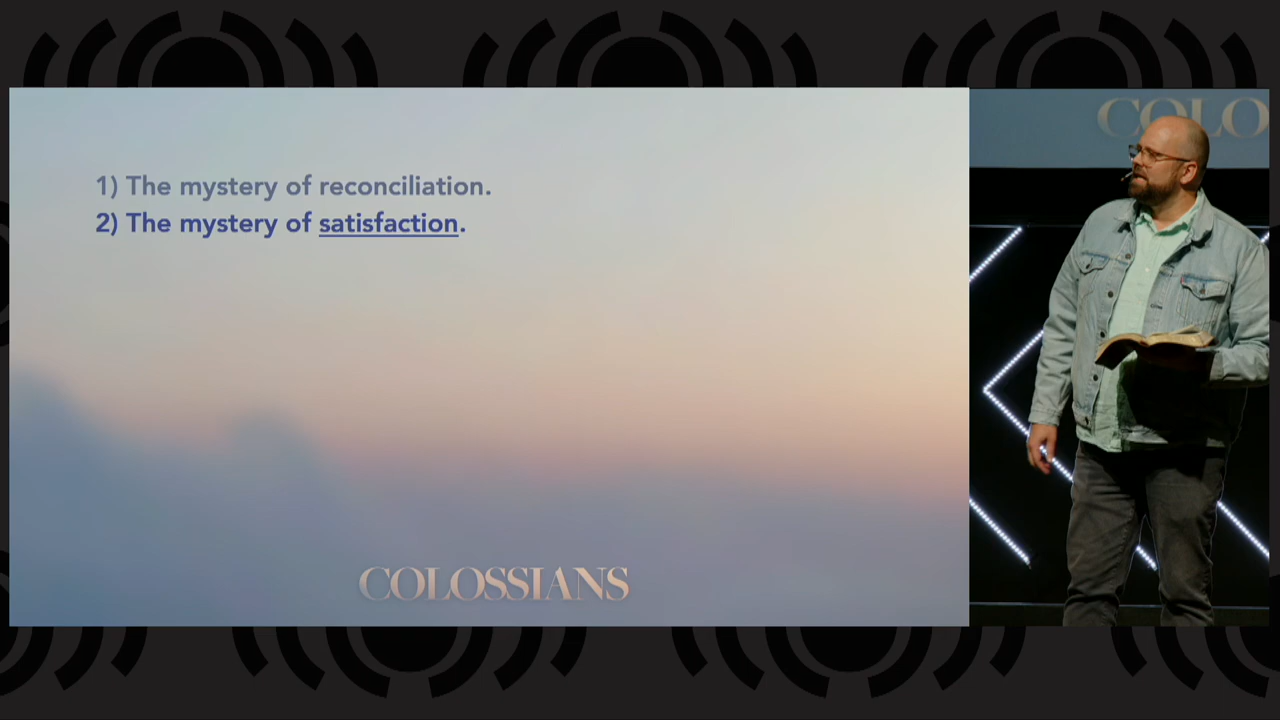 1) The mystery of reconciliation.
2) The mystery of satisfaction.
COLOSSIANS
COLO